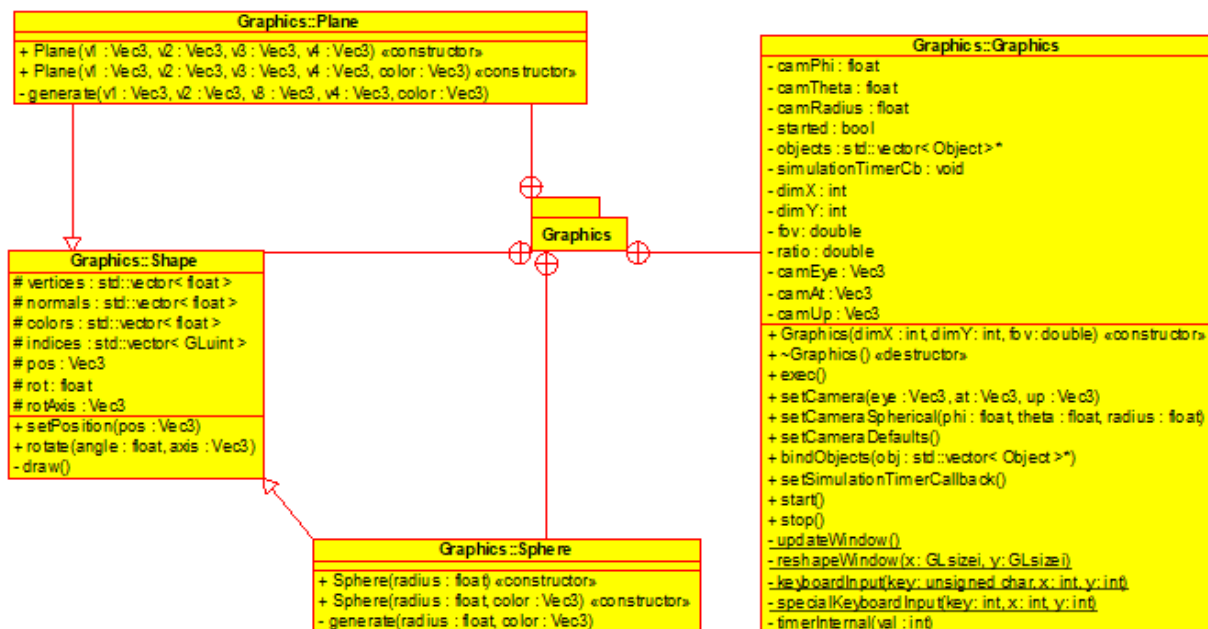 Graphics::Plane
+ Plane(v1 : Vec3, v2 : Vec3, v3 : Vec3, v4 : Vec3) «constructor»
+ Plane(v1 : Vec3, v2 : Vec3, v3 : Vec3, v4 : Vec3, color : Vec3) «constructor»
- generate(v1 : Vec3, v2 : Vec3, v3 : Vec3, v4 : Vec3, color : Vec3)
Graphics
Graphics::Shape
# vertices : std::vector< float >
# normals : std::vector< float >
# colors : std::vector< float >
# indices : std::vector< GLuint >
# pos : Vec3
# rot : float
# rotAxis : Vec3
+ setPosition(pos : Vec3)
+ rotate(angle : float, axis : Vec3)
- draw()
Graphics::Sphere
+ Sphere(radius : float) «constructor»
+ Sphere(radius : float, color : Vec3) «constructor»
- generate(radius : float, color : Vec3)
Graphics::Graphics
- camPhi : float
- camTheta : float
- camRadius : float
- started : bool
- objects : std::vector< Object >*
- simulationTimerCb : void
- dimX : int
- dimY : int
- fov : double
- ratio : double
- camEye : Vec3
- camAt : Vec3
- camUp : Vec3
+ Graphics(dimX : int, dimY : int, fov : double) «constructor»
+ ~Graphics() «destructor»
+ exec()
+ setCamera(eye : Vec3, at : Vec3, up : Vec3)
+ setCameraSpherical(phi : float, theta : float, radius : float)
+ setCameraDefaults()
+ bindObjects(obj : std::vector< Object >*)
+ setSimulationTimerCallback()
+ start()
+ stop()
- updateWindow()
- reshapeWindow(x : GLsizei, y : GLsizei)
- keyboardInput(key : unsigned char, x : int, y : int)
- specialKeyboardInput(key : int, x : int, y : int)
- timerInternal(val : int)